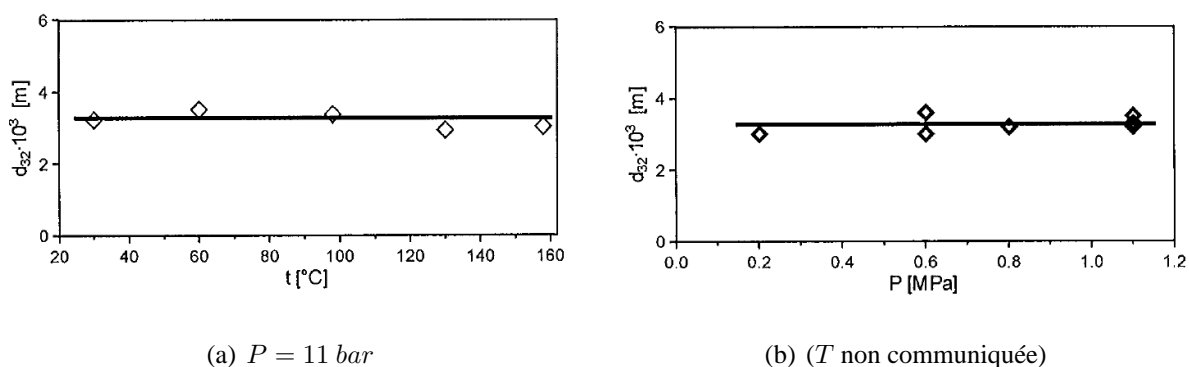 6
4
2
0
d₃₂·10³ [m]
20 40 60 80 100 120 140 160
t [°C]
6
4
2
0
d₃₂·10³ [m]
0.0 0.2 0.4 0.6 0.8 1.0 1.2
P [MPa]
(a) P = 11 bar
(b) (T non communiquée)